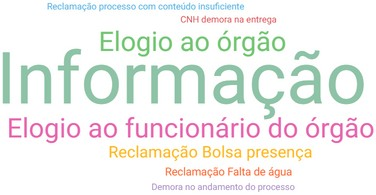 Reclamação processo com conteúdo insuficiente
CNH demora na entrega
Elogio ao órgão
Informação
Elogio ao funcionário do órgão
Reclamação Bolsa presença
Reclamação Falta de água
Demora no andamento do processo